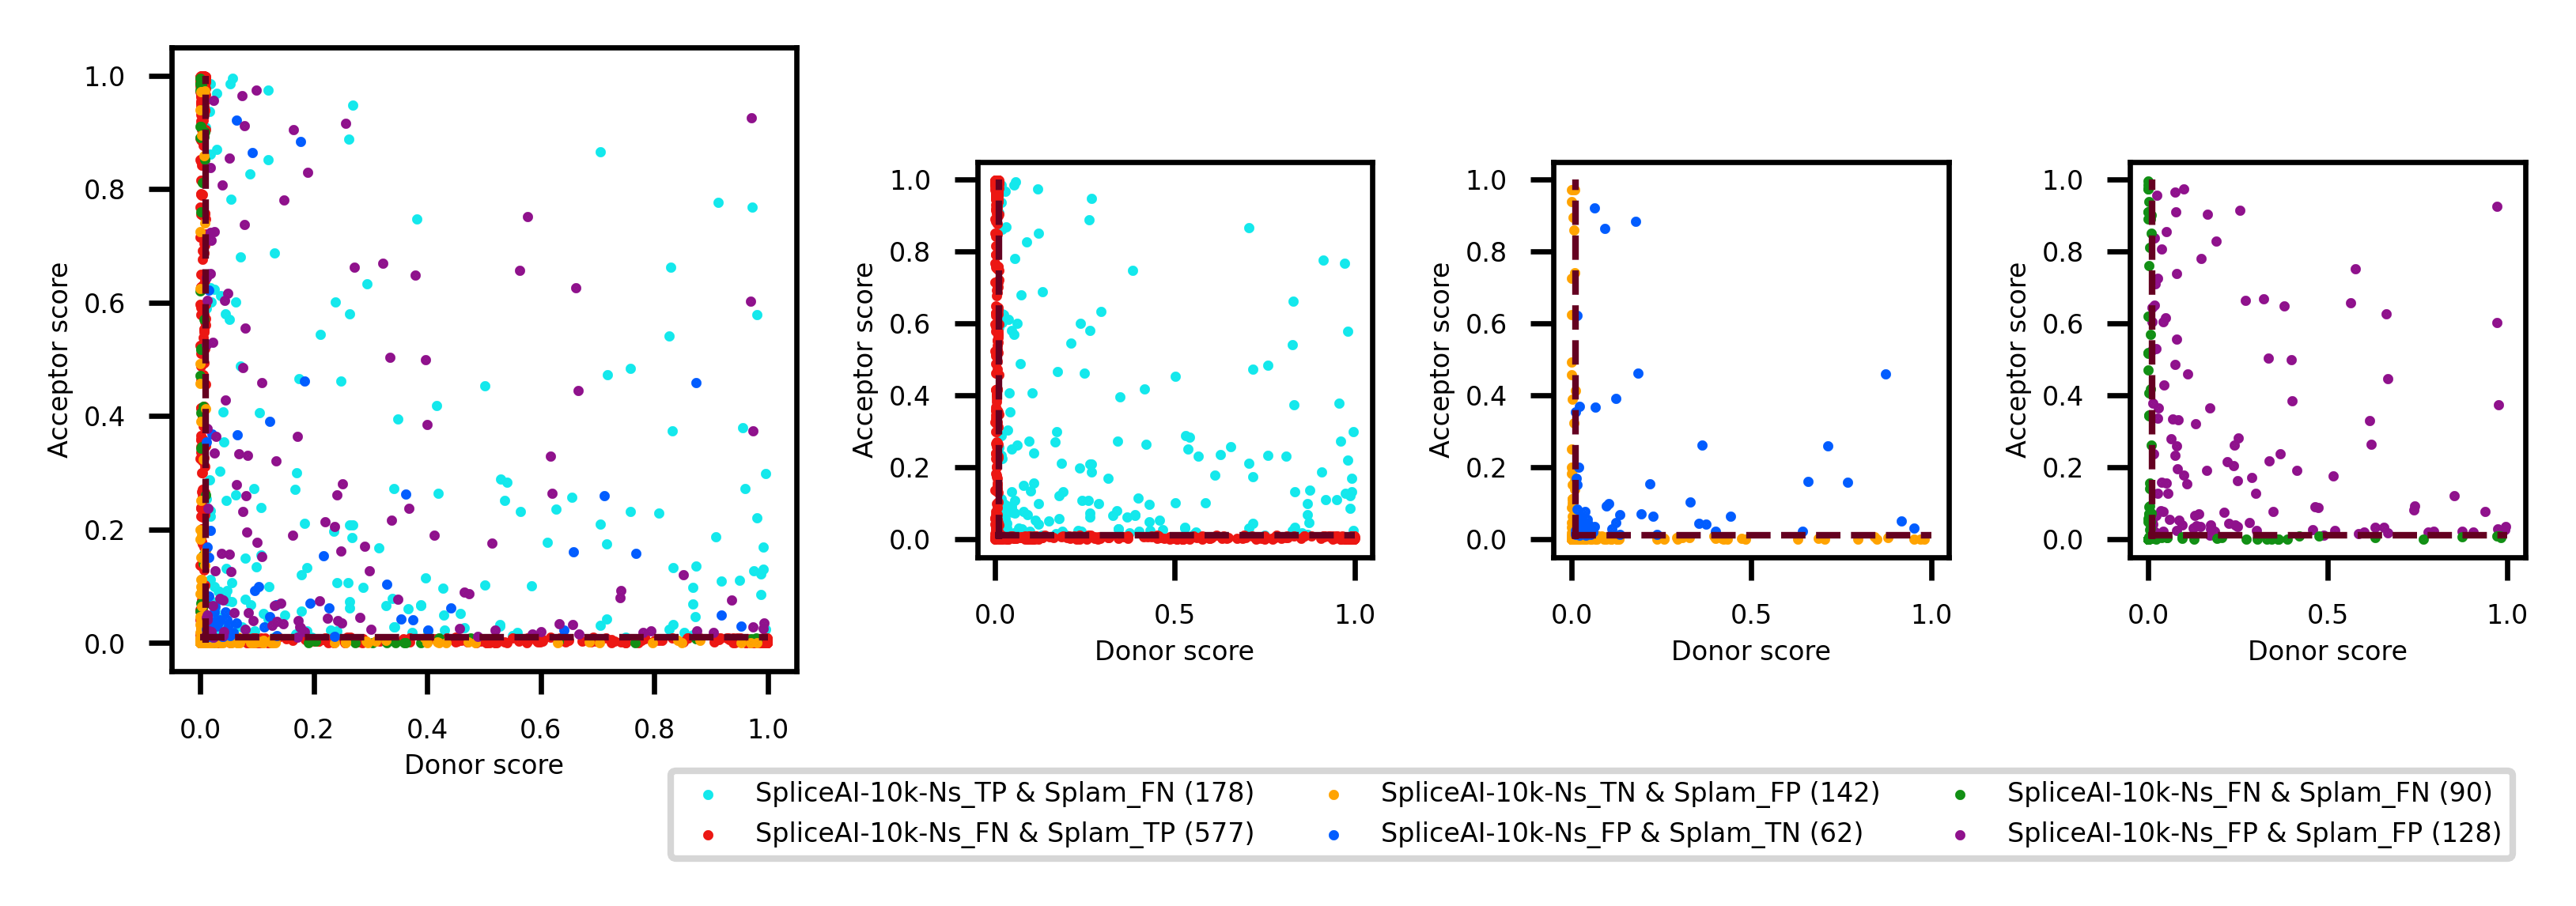 1.0
0.8
0.6
0.4
0.2
0.0
Acceptor score
0.0 0.2 0.4 0.6 0.8 1.0
Donor score
1.0
0.8
0.6
0.4
0.2
0.0
Acceptor score
0.0 0.5 1.0
Donor score
1.0
0.8
0.6
0.4
0.2
0.0
Acceptor score
0.0 0.5 1.0
Donor score
1.0
0.8
0.6
0.4
0.2
0.0
Acceptor score
0.0 0.5 1.0
Donor score
SpliceAI-10k-Ns_TP & Splam_FN (178)
SpliceAI-10k-Ns_FN & Splam_TP (577)
SpliceAI-10k-Ns_TN & Splam_FP (142)
SpliceAI-10k-Ns_FP & Splam_TN (62)
SpliceAI-10k-Ns_FN & Splam_FN (90)
SpliceAI-10k-Ns_FP & Splam_FP (128)